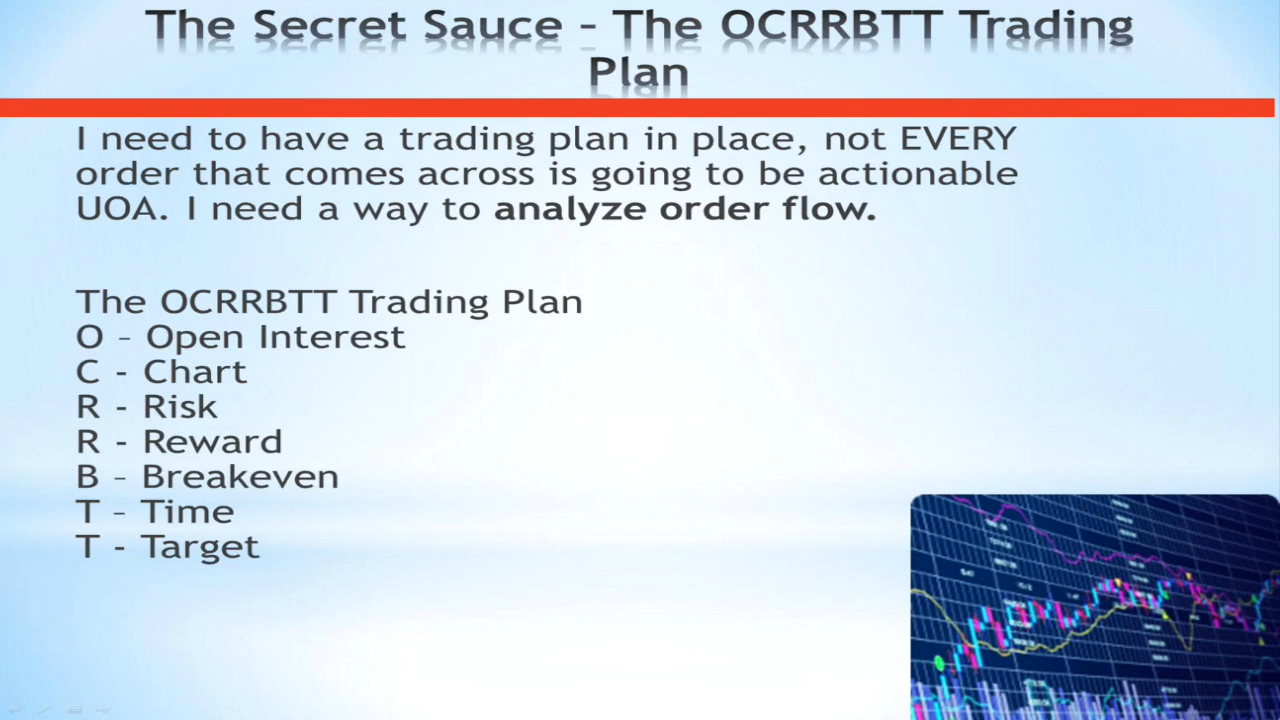 The Secret Sauce – The OCRRBTT Trading
Plan
I need to have a trading plan in place, not EVERY
order that comes across is going to be actionable
UOA. I need a way to analyze order flow.
The OCRRBTT Trading Plan
O – Open Interest
C - Chart
R - Risk
R - Reward
B – Breakeven
T – Time
T - Target